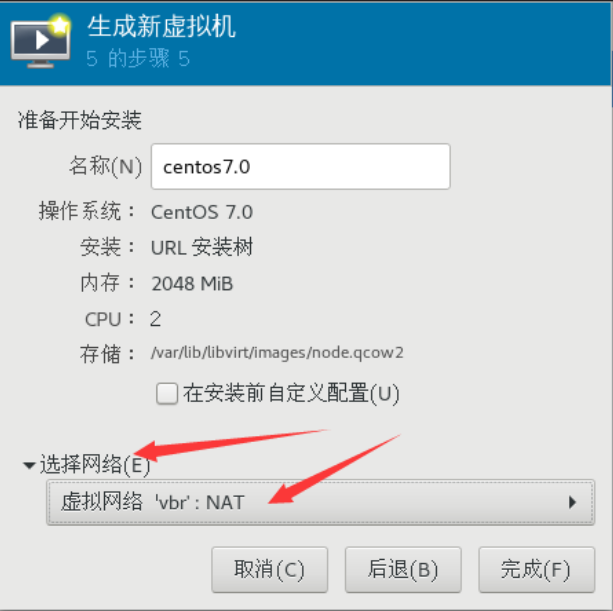 生成新虚拟机
5 的步骤 5
准备开始安装
名称(N) centos7.0
操作系统： CentOS 7.0
安装： URL 安装树
内存： 2048 MiB
CPU： 2
存储： /var/lib/libvirt/images/node.qcow2
在安装前自定义配置(U)
选择网络(E)
虚拟网络 'vbr' : NAT
取消(C) 后退(B) 完成(F)